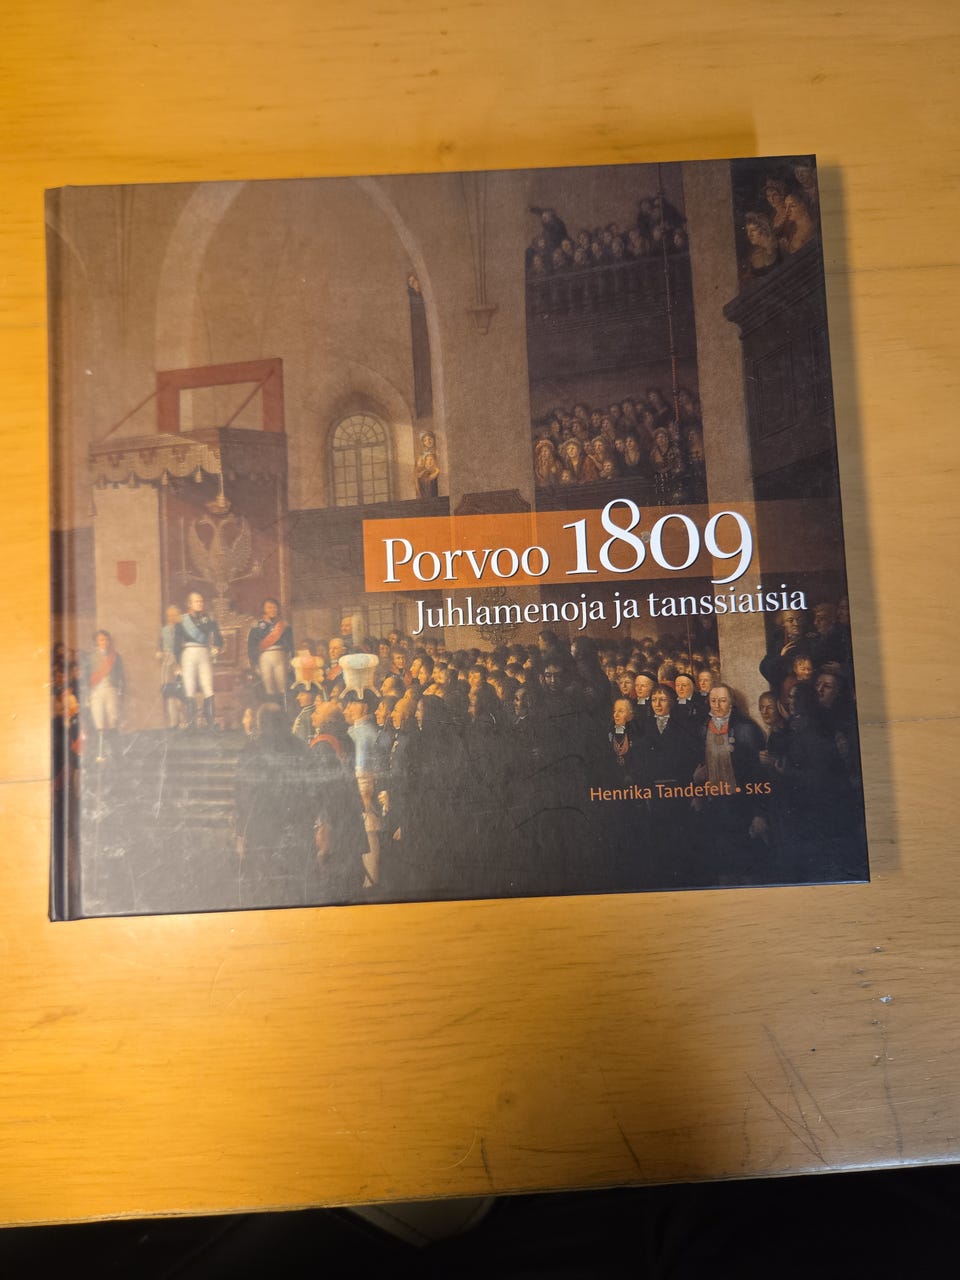 Porvoo 1809
Juhlamenoja ja tanssiaisia
Henrika Tandefelt • SKS